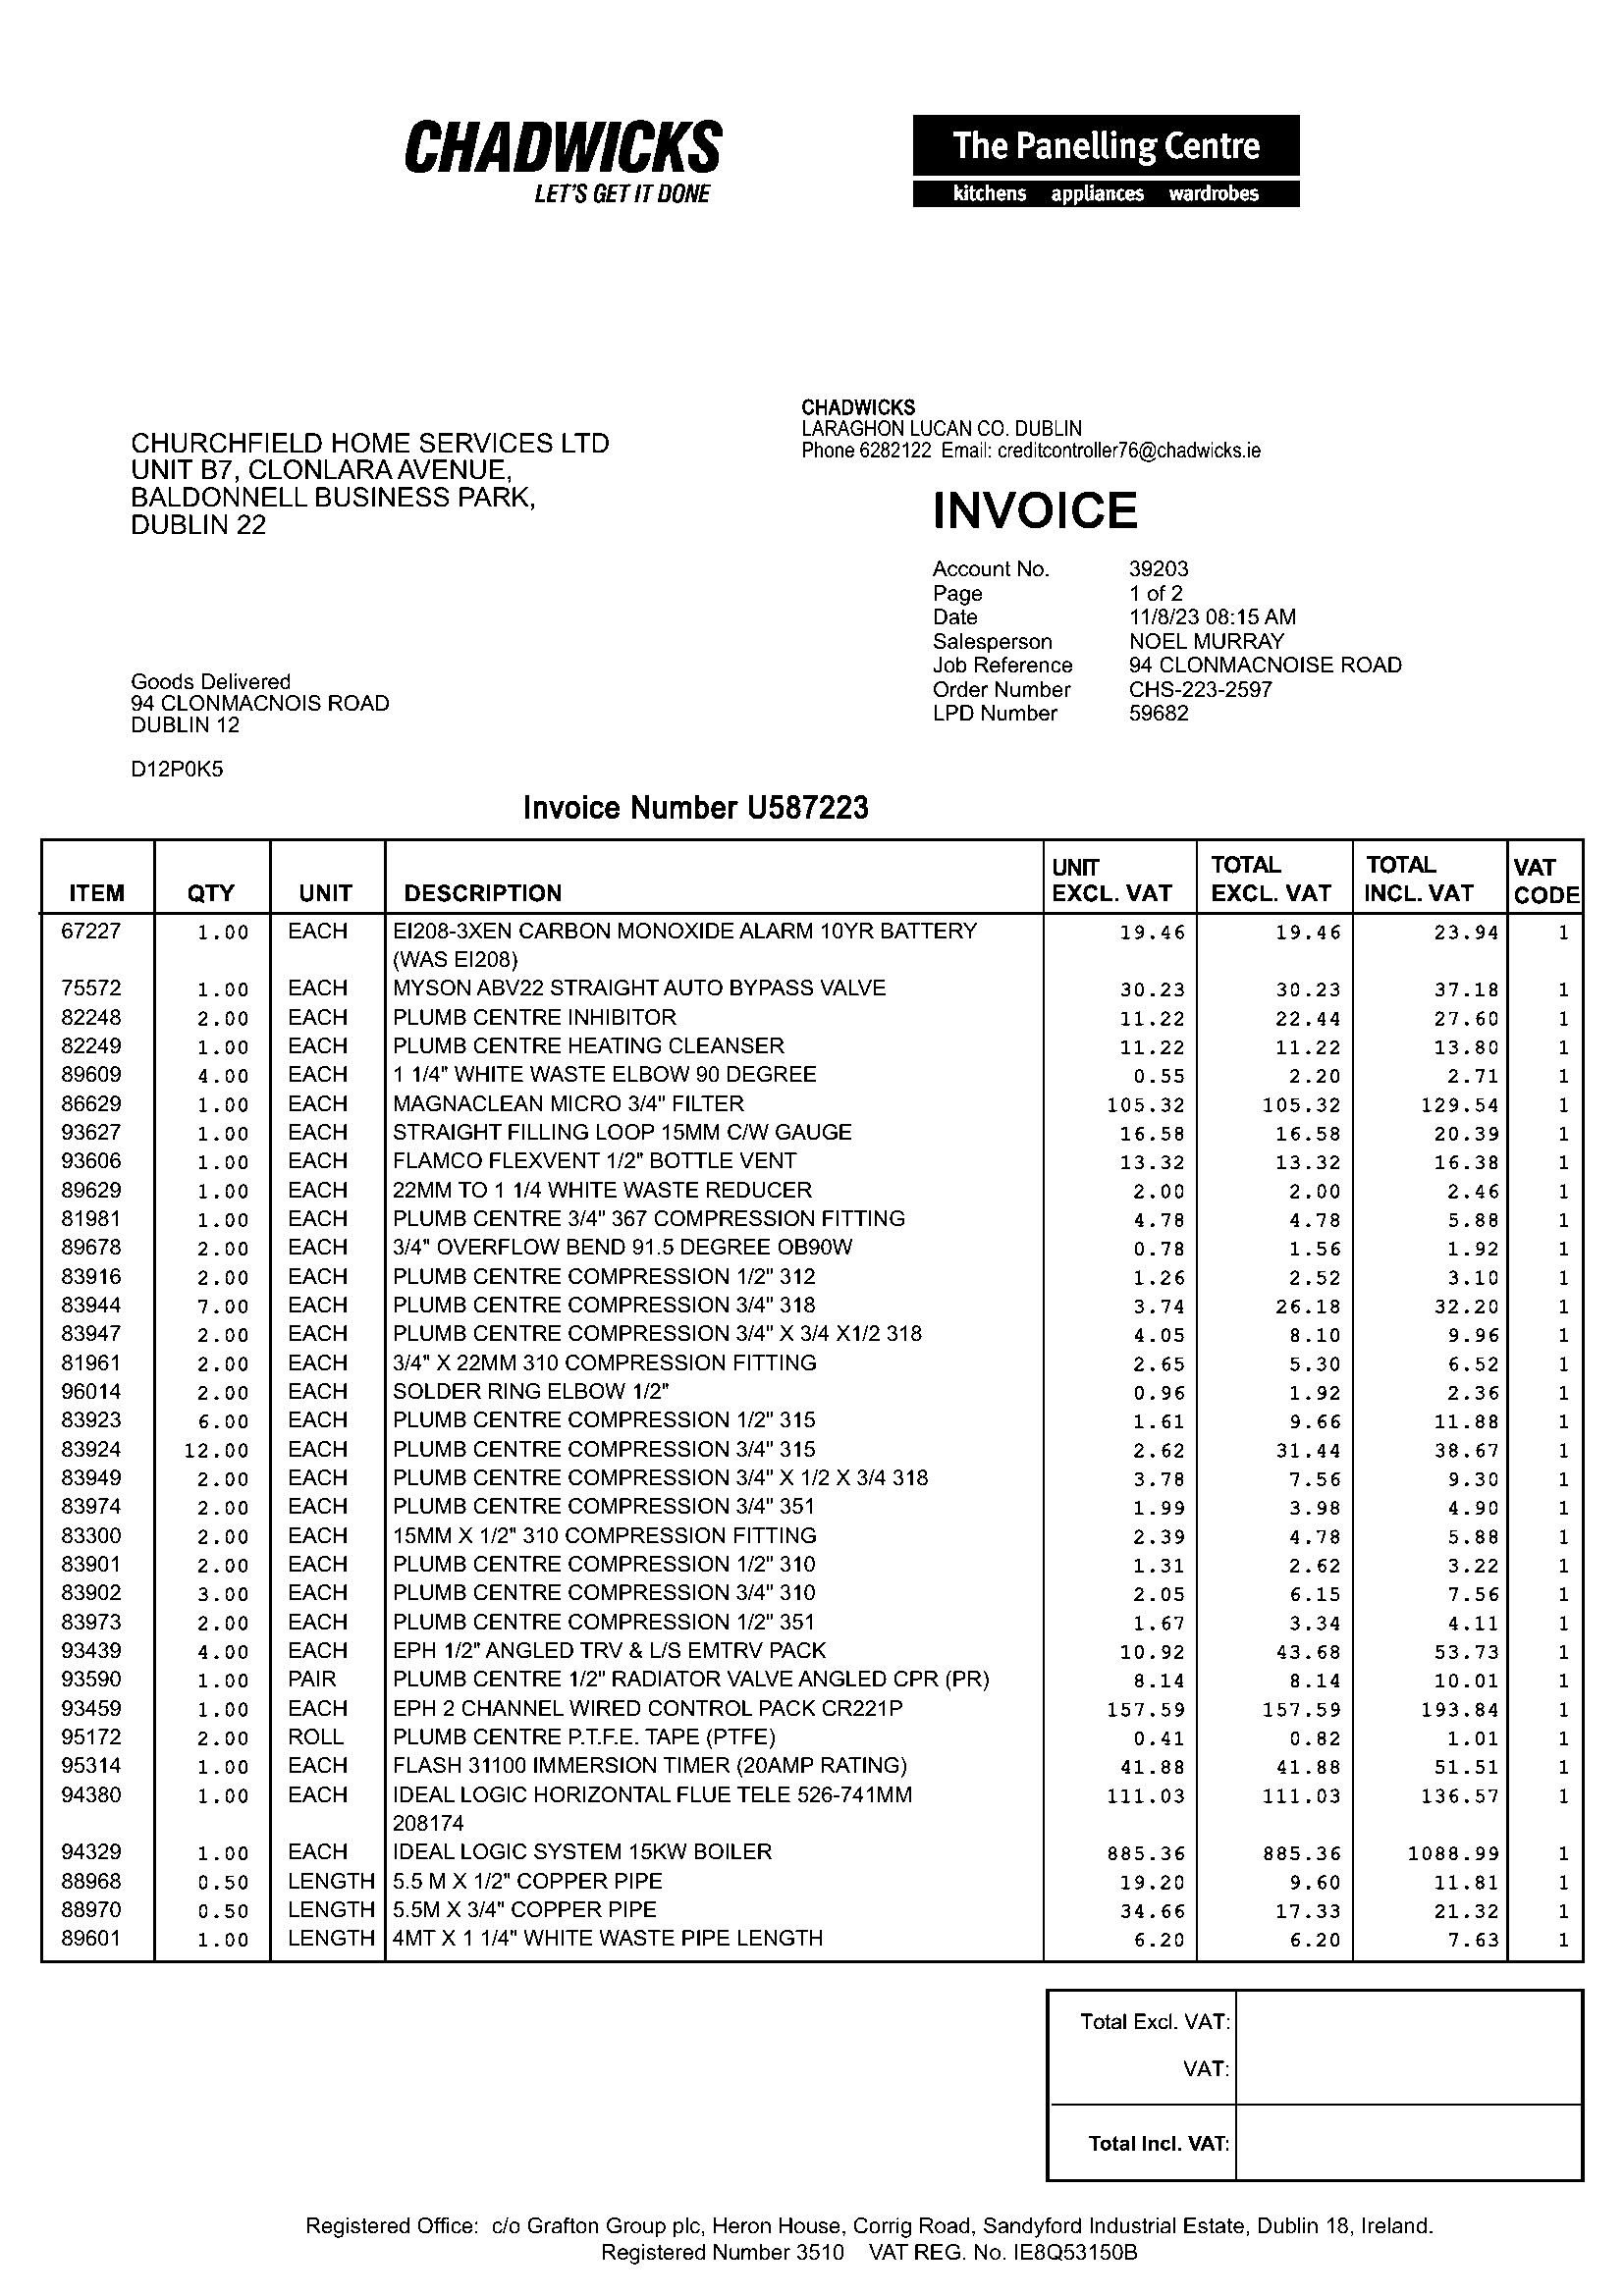 CHADWICKS
LET'S GET IT DONE
The Panelling Centre
kitchens appliances wardrobes
CHADWICKS
LARAGHON LUCAN CO. DUBLIN
Phone 6282122 Email: creditcontroller76@chadwicks.ie
CHURCHFIELD HOME SERVICES LTD
UNIT B7, CLONLARA AVENUE,
BALDONNELL BUSINESS PARK,
DUBLIN 22
INVOICE
Account No. 39203
Page 1 of 2
Date 11/8/23 08:15 AM
Salesperson NOEL MURRAY
Job Reference 94 CLONMACNOISE ROAD
Order Number CHS-223-2597
LPD Number 59682
Goods Delivered
94 CLONMACNOIS ROAD
DUBLIN 12
D12P0K5
Invoice Number U587223
ITEM QTY UNIT DESCRIPTION UNIT EXCL. VAT TOTAL EXCL. VAT TOTAL INCL. VAT VAT CODE
67227 1.00 EACH EI208-3XEN CARBON MONOXIDE ALARM 10YR BATTERY 19.46 19.46 23.94 1
(WAS EI208)
75572 1.00 EACH MYSON ABV22 STRAIGHT AUTO BYPASS VALVE 30.23 30.23 37.18 1
82248 2.00 EACH PLUMB CENTRE INHIBITOR 11.22 22.44 27.60 1
82249 1.00 EACH PLUMB CENTRE HEATING CLEANSER 11.22 11.22 13.80 1
89609 4.00 EACH 1 1/4" WHITE WASTE ELBOW 90 DEGREE 0.55 2.20 2.71 1
86629 1.00 EACH MAGNACLEAN MICRO 3/4" FILTER 105.32 105.32 129.54 1
93627 1.00 EACH STRAIGHT FILLING LOOP 15MM C/W GAUGE 16.58 16.58 20.39 1
93606 1.00 EACH FLAMCO FLEXVENT 1/2" BOTTLE VENT 13.32 13.32 16.38 1
89629 1.00 EACH 22MM TO 1 1/4 WHITE WASTE REDUCER 2.00 2.00 2.46 1
81981 1.00 EACH PLUMB CENTRE 3/4" 367 COMPRESSION FITTING 4.78 4.78 5.88 1
89678 2.00 EACH 3/4" OVERFLOW BEND 91.5 DEGREE OB90W 0.78 1.56 1.92 1
83916 2.00 EACH PLUMB CENTRE COMPRESSION 1/2" 312 1.26 2.52 3.10 1
83944 7.00 EACH PLUMB CENTRE COMPRESSION 3/4" 318 3.74 26.18 32.20 1
83947 2.00 EACH PLUMB CENTRE COMPRESSION 3/4" X 3/4 X1/2 318 4.05 8.10 9.96 1
81961 2.00 EACH 3/4" X 22MM 310 COMPRESSION FITTING 2.65 5.30 6.52 1
96014 2.00 EACH SOLDER RING ELBOW 1/2" 0.96 1.92 2.36 1
83923 6.00 EACH PLUMB CENTRE COMPRESSION 1/2" 315 1.61 9.66 11.88 1
83924 12.00 EACH PLUMB CENTRE COMPRESSION 3/4" 315 2.62 31.44 38.67 1
83949 2.00 EACH PLUMB CENTRE COMPRESSION 3/4" X 1/2 X 3/4 318 3.78 7.56 9.30 1
83974 2.00 EACH PLUMB CENTRE COMPRESSION 3/4" 351 1.99 3.98 4.90 1
83300 2.00 EACH 15MM X 1/2" 310 COMPRESSION FITTING 2.39 4.78 5.88 1
83901 2.00 EACH PLUMB CENTRE COMPRESSION 1/2" 310 1.31 2.62 3.22 1
83902 3.00 EACH PLUMB CENTRE COMPRESSION 3/4" 310 2.05 6.15 7.56 1
83973 2.00 EACH PLUMB CENTRE COMPRESSION 1/2" 351 1.67 3.34 4.11 1
93439 4.00 EACH EPH 1/2" ANGLED TRV & L/S EMTRV PACK 10.92 43.68 53.73 1
93590 1.00 PAIR PLUMB CENTRE 1/2" RADIATOR VALVE ANGLED CPR (PR) 8.14 8.14 10.01 1
93459 1.00 EACH EPH 2 CHANNEL WIRED CONTROL PACK CR221P 157.59 157.59 193.84 1
95172 2.00 ROLL PLUMB CENTRE P.T.F.E. TAPE (PTFE) 0.41 0.82 1.01 1
95314 1.00 EACH FLASH 31100 IMMERSION TIMER (20AMP RATING) 41.88 41.88 51.51 1
94380 1.00 EACH IDEAL LOGIC HORIZONTAL FLUE TELE 526-741MM 111.03 111.03 136.57 1
208174
94329 1.00 EACH IDEAL LOGIC SYSTEM 15KW BOILER 885.36 885.36 1088.99 1
88968 0.50 LENGTH 5.5 M X 1/2" COPPER PIPE 19.20 9.60 11.81 1
88970 0.50 LENGTH 5.5M X 3/4" COPPER PIPE 34.66 17.33 21.32 1
89601 1.00 LENGTH 4MT X 1 1/4" WHITE WASTE PIPE LENGTH 6.20 6.20 7.63 1
Total Excl. VAT:
VAT:
Total Incl. VAT:
Registered Office: c/o Grafton Group plc, Heron House, Corrig Road, Sandyford Industrial Estate, Dublin 18, Ireland.
Registered Number 3510 VAT REG. No. IE8Q53150B